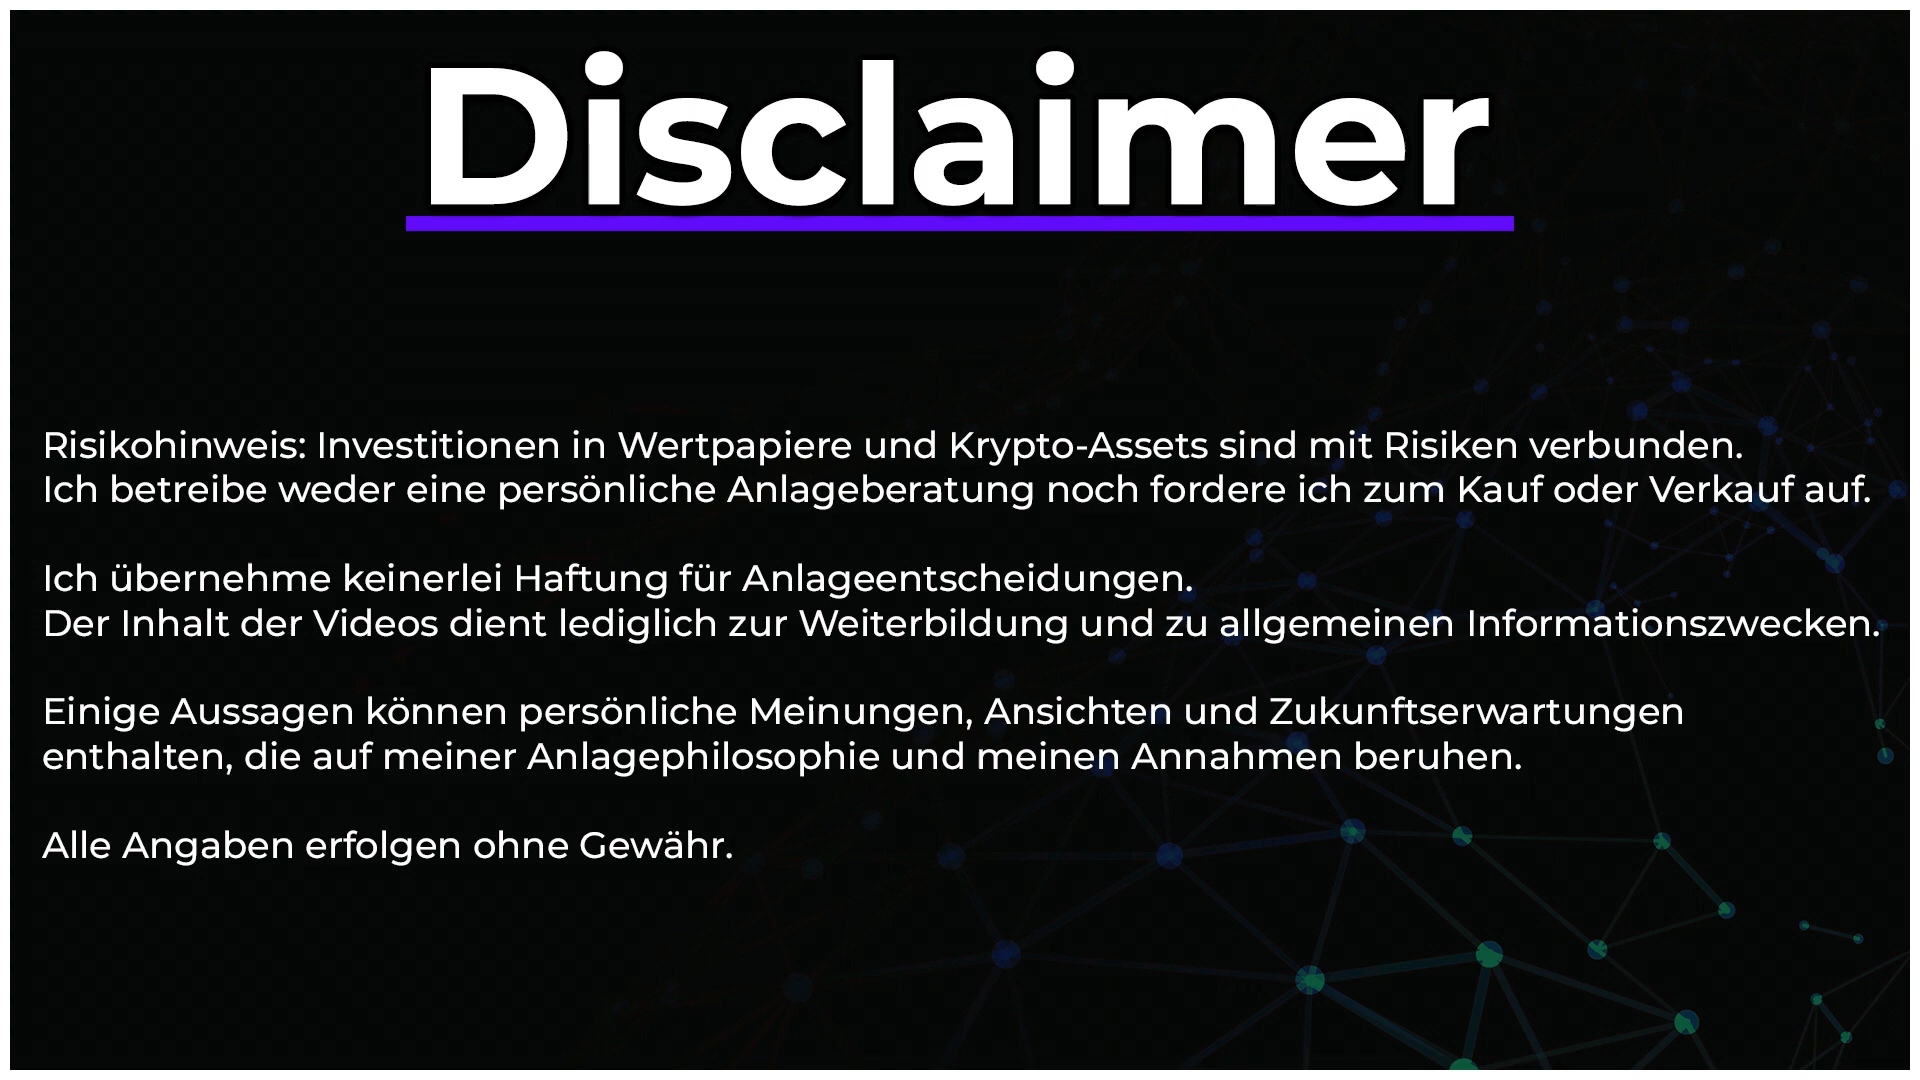 Disclaimer
Risikohinweis: Investitionen in Wertpapiere und Krypto-Assets sind mit Risiken verbunden.
Ich betreibe weder eine persönliche Anlageberatung noch fordere ich zum Kauf oder Verkauf auf.
Ich übernehme keinerlei Haftung für Anlageentscheidungen.
Der Inhalt der Videos dient lediglich zur Weiterbildung und zu allgemeinen Informationszwecken.
Einige Aussagen können persönliche Meinungen, Ansichten und Zukunftserwartungen
enthalten, die auf meiner Anlagephilosophie und meinen Annahmen beruhen.
Alle Angaben erfolgen ohne Gewähr.